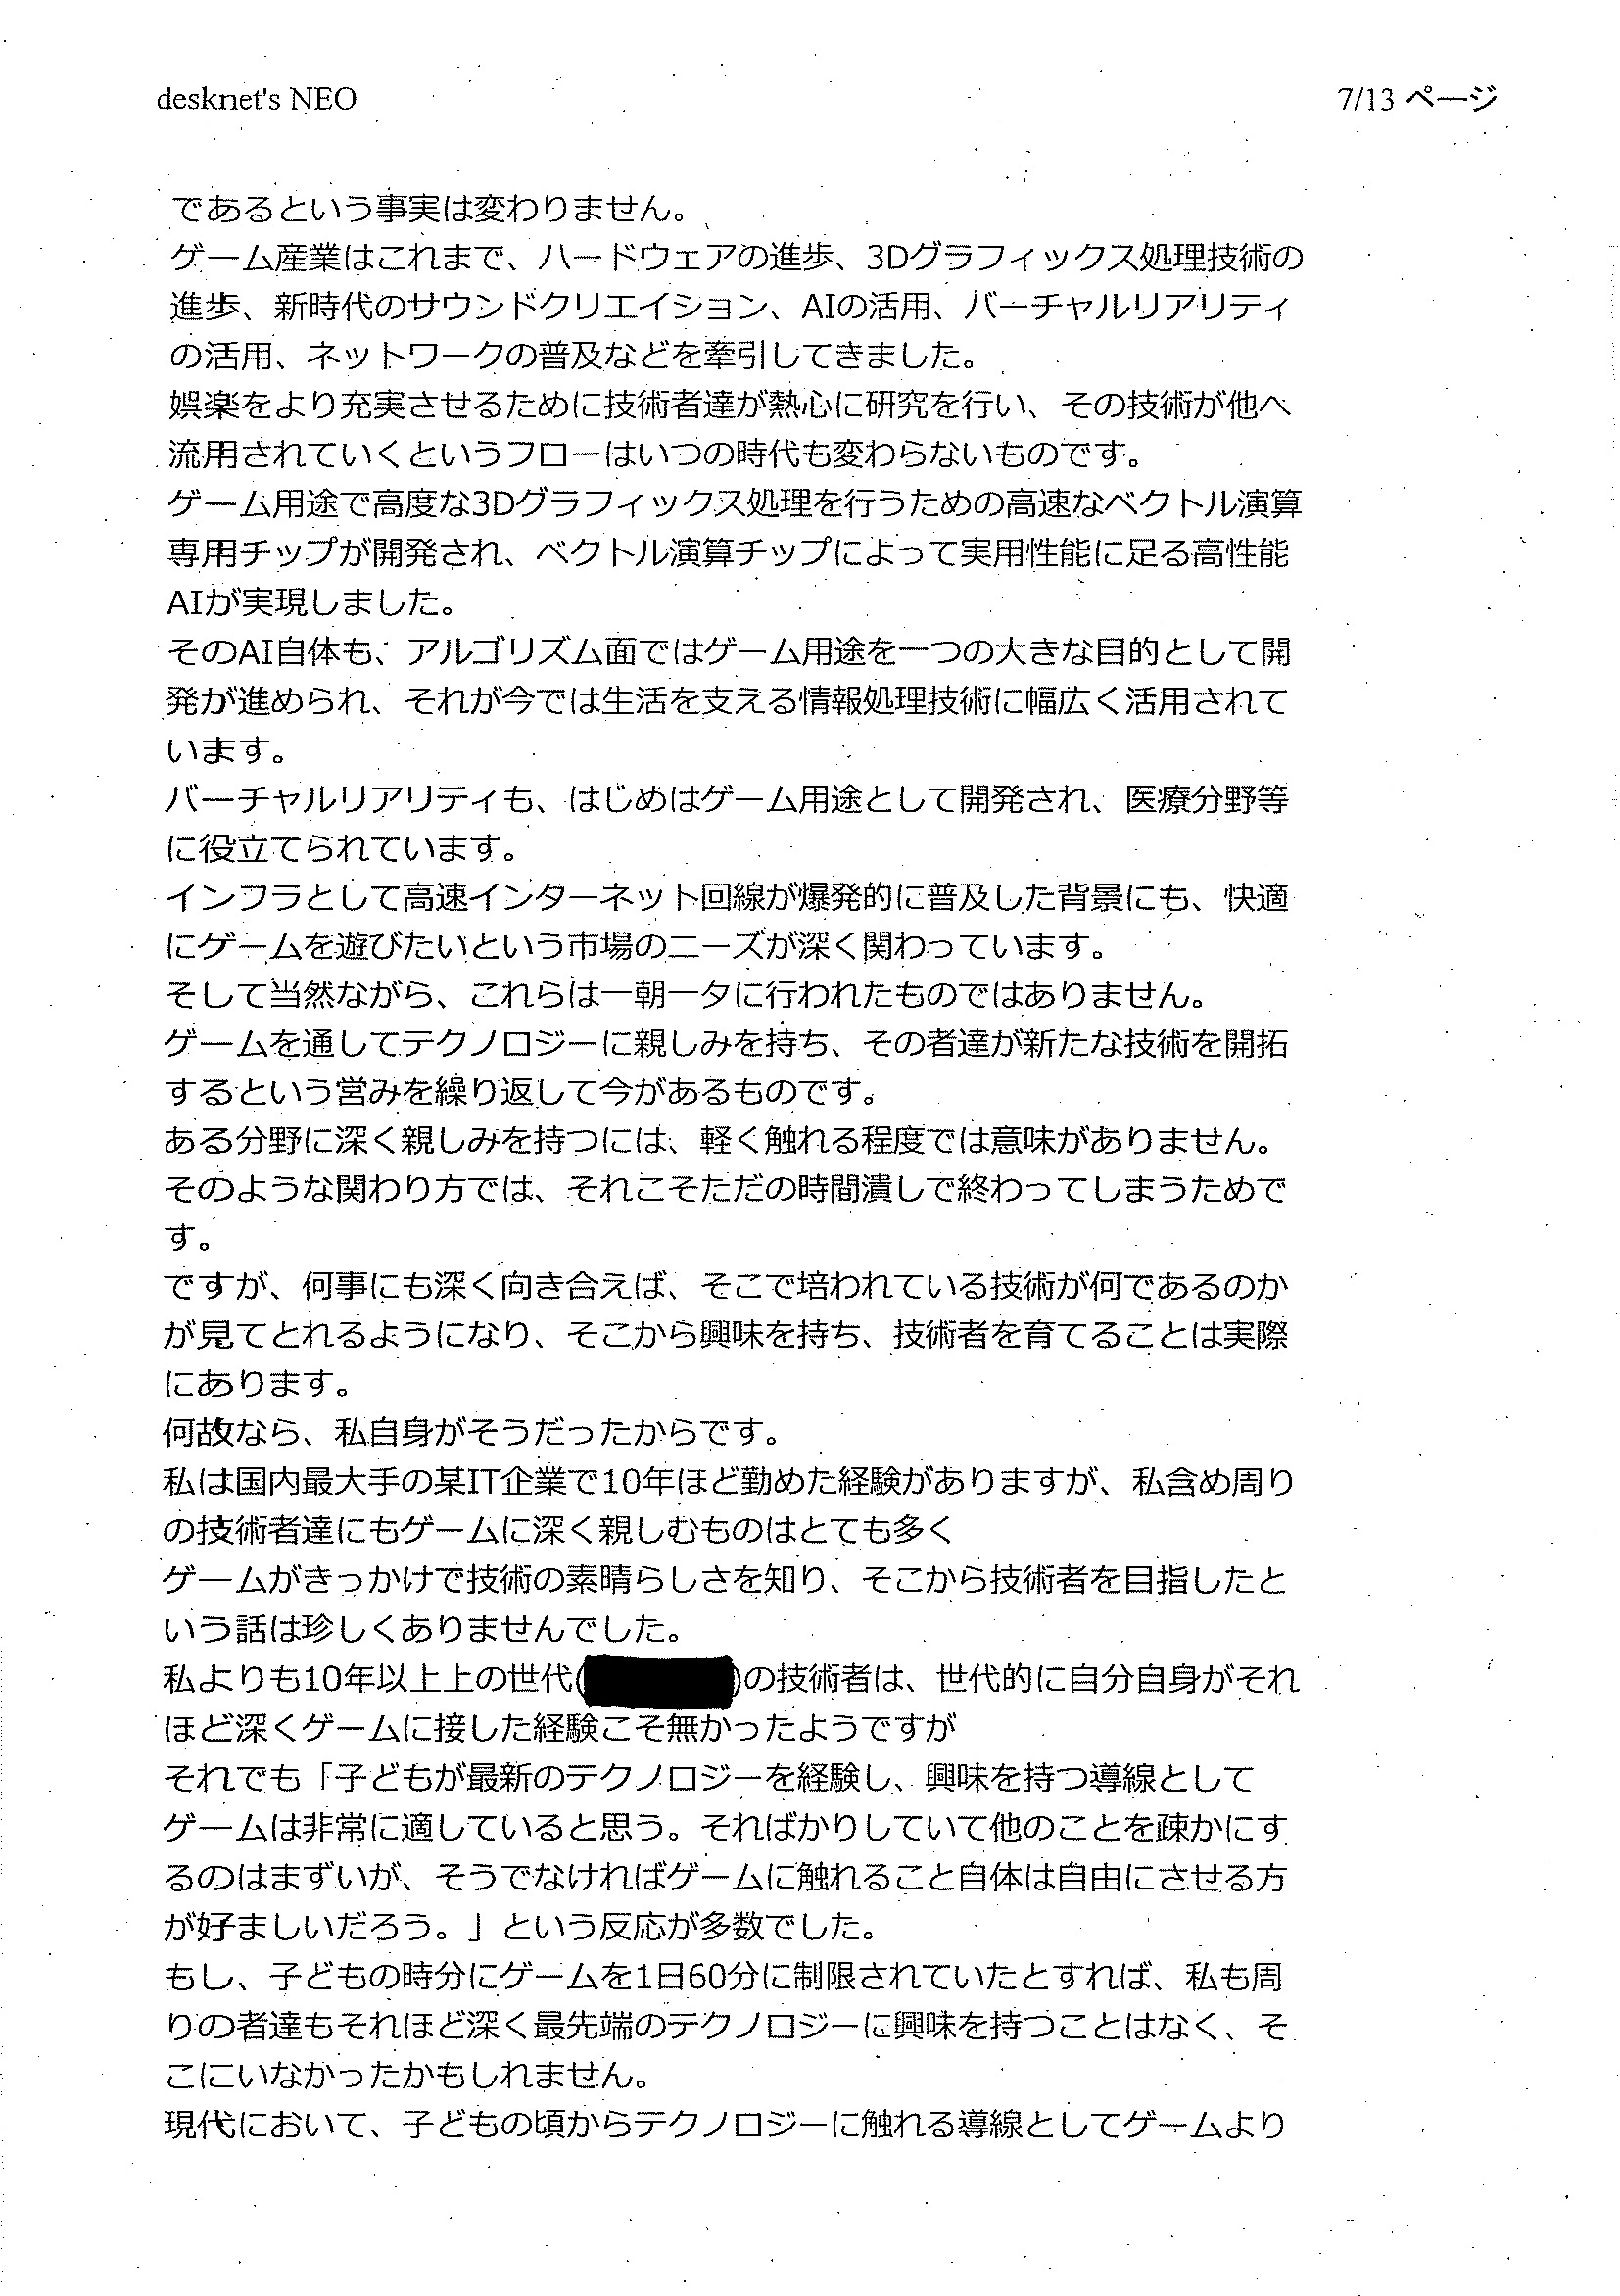 desknet's NEO
7/13 ページ
であるという事実は変わりません。
ゲーム産業はこれまで、ハードウェアの進歩、3Dグラフィックス処理技術の
進歩、新時代のサウンドクリエイション、AIの活用、バーチャルリアリティ
の活用、ネットワークの普及などを牽引してきました。
娯楽をより充実させるために技術者達が熱心に研究を行い、その技術が他へ
流用されていくというフローはいつの時代も変わらないものです。
ゲーム用途で高度な3Dグラフィックス処理を行うための高速なベクトル演算
専用チップが開発され、ベクトル演算チップによって実用性能に足る高性能
AIが実現しました。
そのAI自体も、アルゴリズム面ではゲーム用途を一つの大きな目的として開
発が進められ、それが今では生活を支える情報処理技術に幅広く活用されて
います。
バーチャルリアリティも、はじめはゲーム用途として開発され、医療分野等
に役立てられています。
インフラとして高速インターネット回線が爆発的に普及した背景にも、快適
にゲームを遊びたいという市場のニーズが深く関わっています。
そして当然ながら、これらは一朝一夕に行われたものではありません。
ゲームを通してテクノロジーに親しみを持ち、その者達が新たな技術を開拓
するという営みを繰り返して今があるものです。
ある分野に深く親しみを持つには、軽く触れる程度では意味がありません。
そのような関わり方では、それこそただの時間潰しで終わってしまうためで
す。
ですが、何事にも深く向き合えば、そこで培われている技術が何であるのか
が見てとれるようになり、そこから興味を持ち、技術者を育てることは実際
にあります。
何故なら、私自身がそうだったからです。
私は国内最大手の某IT企業で10年ほど勤めた経験がありますが、私含め周り
の技術者達にもゲームに深く親しむものはとても多く
ゲームがきっかけで技術の素晴らしさを知り、そこから技術者を目指したと
いう話は珍しくありませんでした。
私よりも10年以上上の世代( )の技術者は、世代的に自分自身がそれ
ほど深くゲームに接した経験こそ無かったようですが
それでも「子どもが最新のテクノロジーを経験し、興味を持つ導線として
ゲームは非常に適していると思う。そればかりしていて他のことを疎かにす
るのはまずいが、そうでなければゲームに触れること自体は自由にさせる方
が好ましいだろう。」という反応が多数でした。
もし、子どもの時分にゲームを1日60分に制限されていたとすれば、私も周
りの者達もそれほど深く最先端のテクノロジーに興味を持つことはなく、そ
こにいなかったかもしれません。
現代において、子どもの頃からテクノロジーに触れる導線としてゲームより